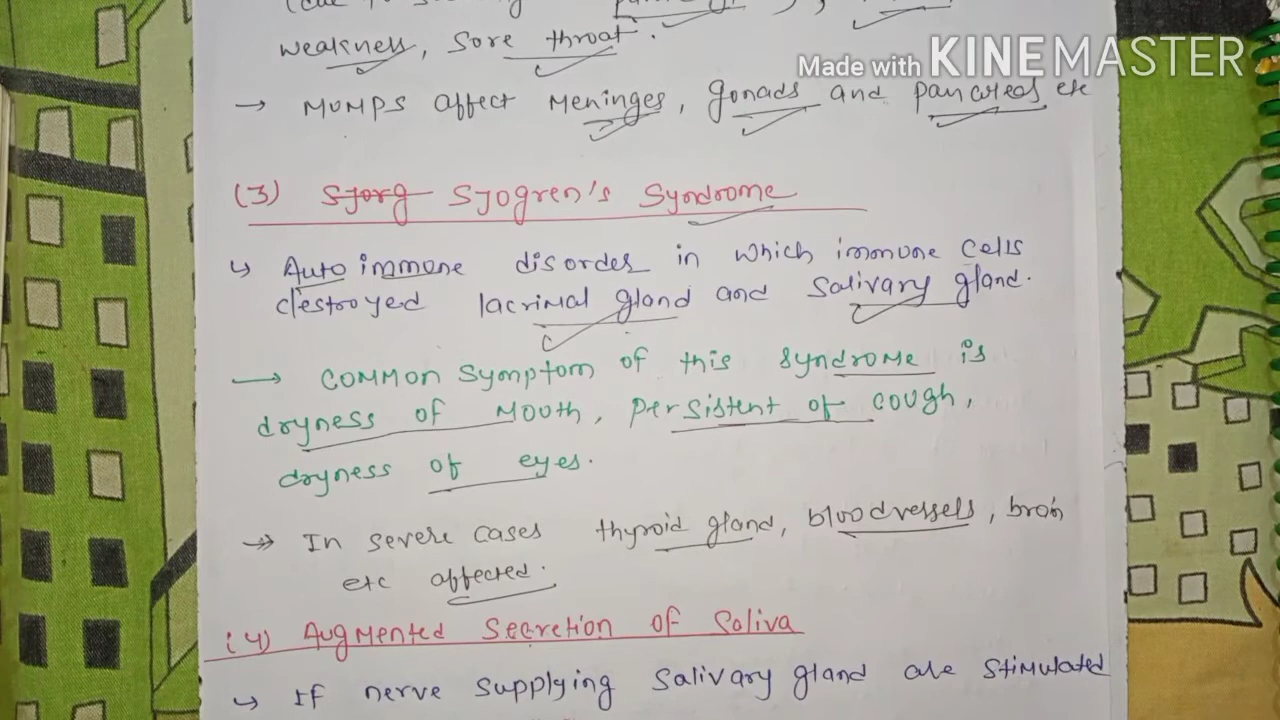 weakness, Sore throat.
Made with KINEMASTER
→ MUMPS affect Meninges, gonads and pancreas etc
(3) Sjorg Sjogren's Syndrome
↳ Auto immune disorder in which immune cells
destroyed lacrimal gland and Salivary gland.
→ COMMON Symptom of this syndrome is
dryness of Mouth, Persistent of cough,
dryness of eyes.
↠ In severe cases thyroid gland, bloodvessels, brain
etc affected.
(4) Augmented Secretion of Saliva
↳ If nerve supplying Salivary gland are stimulated